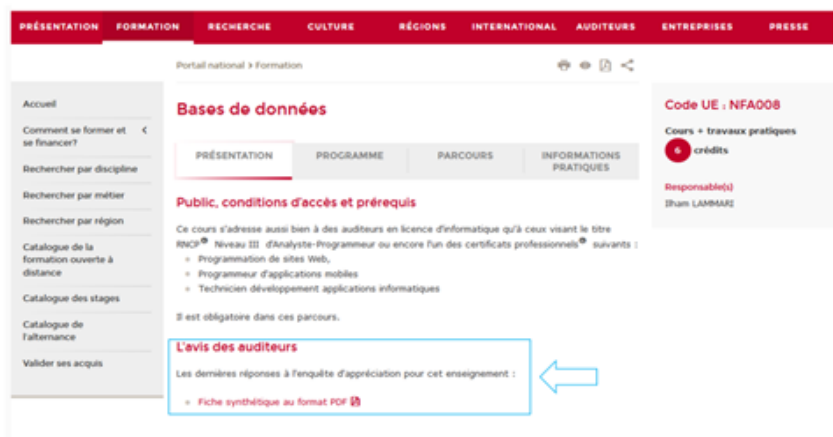 PRÉSENTATION FORMATION RECHERCHE CULTURE RÉGIONS INTERNATIONAL AUDITEURS ENTREPRISES PRESSE
Portail national > Formation
Accueil
Comment se former et
se financer?
Rechercher par discipline
Rechercher par métier
Rechercher par région
Catalogue de la
formation ouverte à
distance
Catalogue des stages
Catalogue de
l'alternance
Valider ses acquis
Bases de données
PRÉSENTATION PROGRAMME PARCOURS INFORMATIONS
PRATIQUES
Public, conditions d'accès et prérequis
Ce cours s'adresse aussi bien à des auditeurs en licence d'informatique qu'à ceux visant le titre
RNCP Niveau III d'Analyste-Programmeur ou encore l'un des certificats professionnels suivants :
Programmation de sites Web,
Programmeur d'applications mobiles
Technicien développement applications informatiques
Il est obligatoire dans ces parcours.
L'avis des auditeurs
Les dernières réponses à l'enquête d'appréciation pour cet enseignement :
Fiche synthétique au format PDF
Code UE : NFA008
Cours + travaux pratiques
6 crédits
Responsable(s)
Ilham LAMMARI